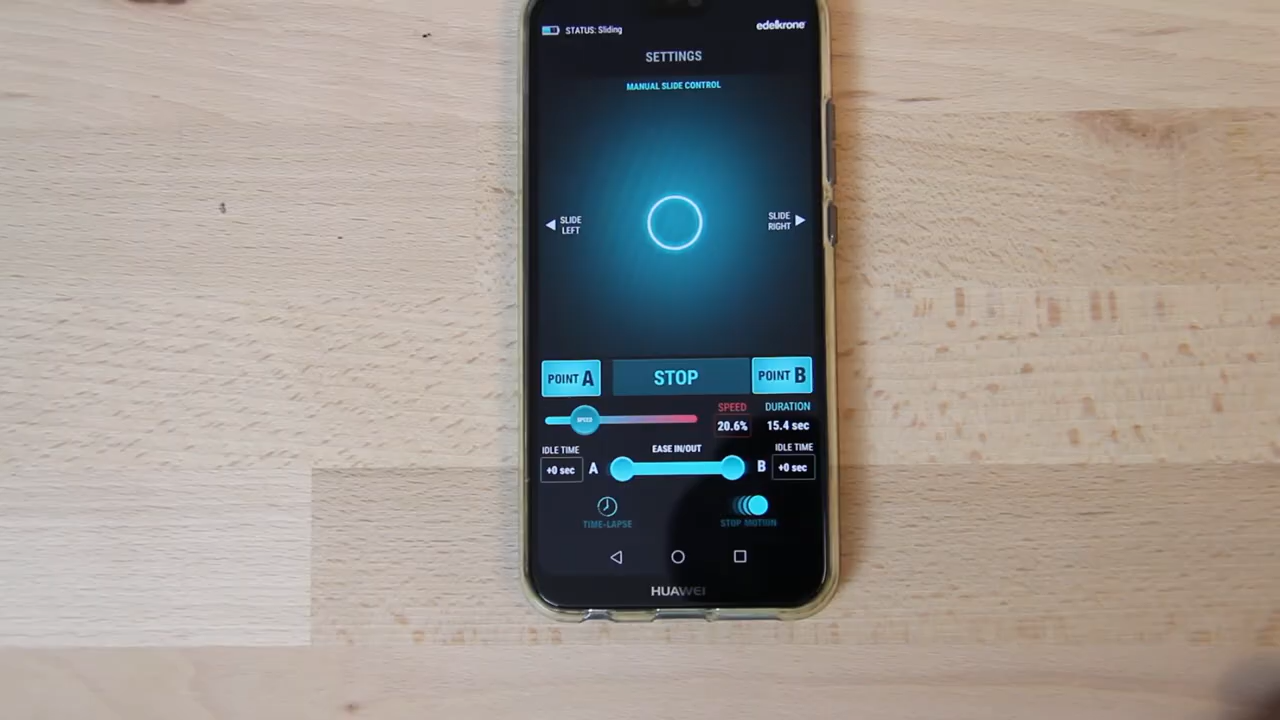 STATUS: Sliding
edelkrone
SETTINGS
MANUAL SLIDE CONTROL
SLIDE
LEFT
SLIDE
RIGHT
POINT A
STOP
POINT B
SPEED
SPEED
20.6%
DURATION
15.4 sec
IDLE TIME
+0 sec
A
EASE IN/OUT
B
IDLE TIME
+0 sec
TIME-LAPSE
STOP MOTION
HUAWEI